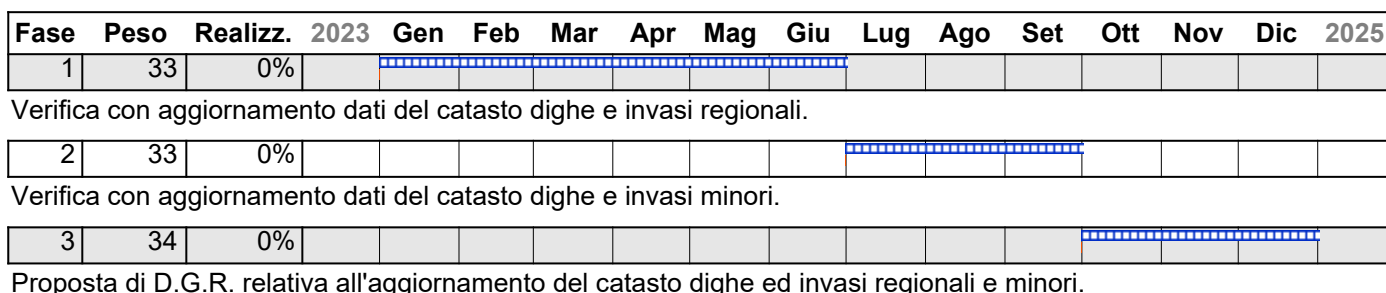 Fase Peso Realizz. 2023 Gen Feb Mar Apr Mag Giu Lug Ago Set Ott Nov Dic 2025
1 33 0%
Verifica con aggiornamento dati del catasto dighe e invasi regionali.
2 33 0%
Verifica con aggiornamento dati del catasto dighe e invasi minori.
3 34 0%
Proposta di D.G.R. relativa all'aggiornamento del catasto dighe ed invasi regionali e minori.